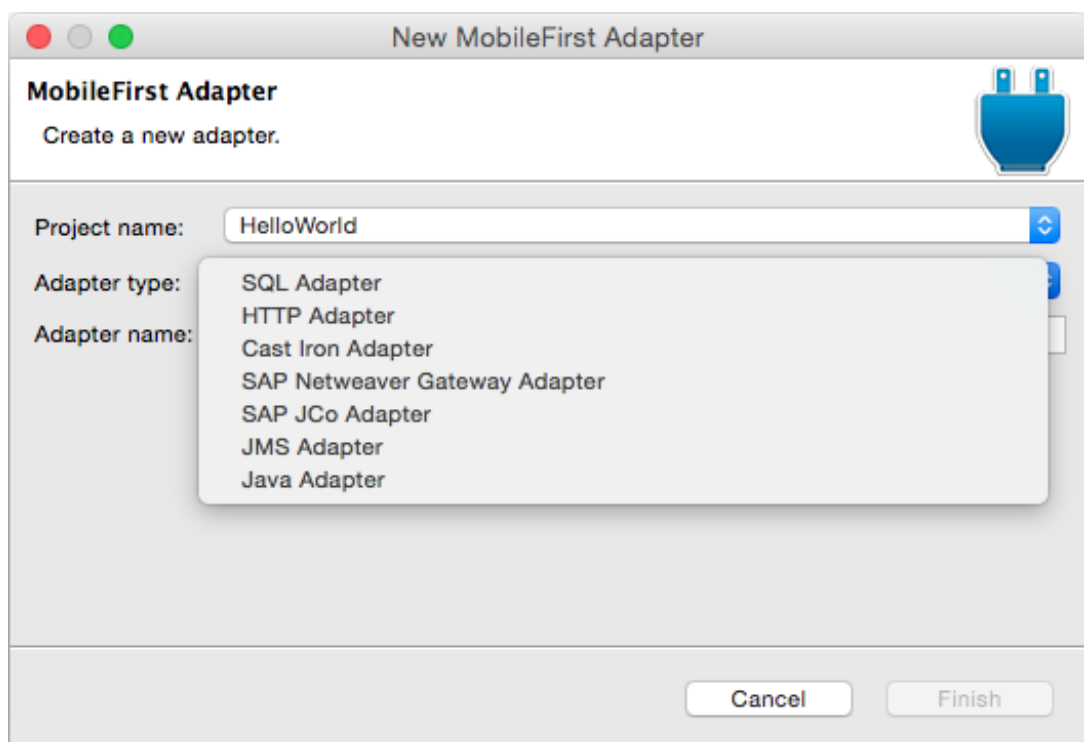 New MobileFirst Adapter
MobileFirst Adapter
Create a new adapter.
Project name: HelloWorld
Adapter type:
SQL Adapter
HTTP Adapter
Adapter name:
Cast Iron Adapter
SAP Netweaver Gateway Adapter
SAP JCo Adapter
JMS Adapter
Java Adapter
Cancel Finish